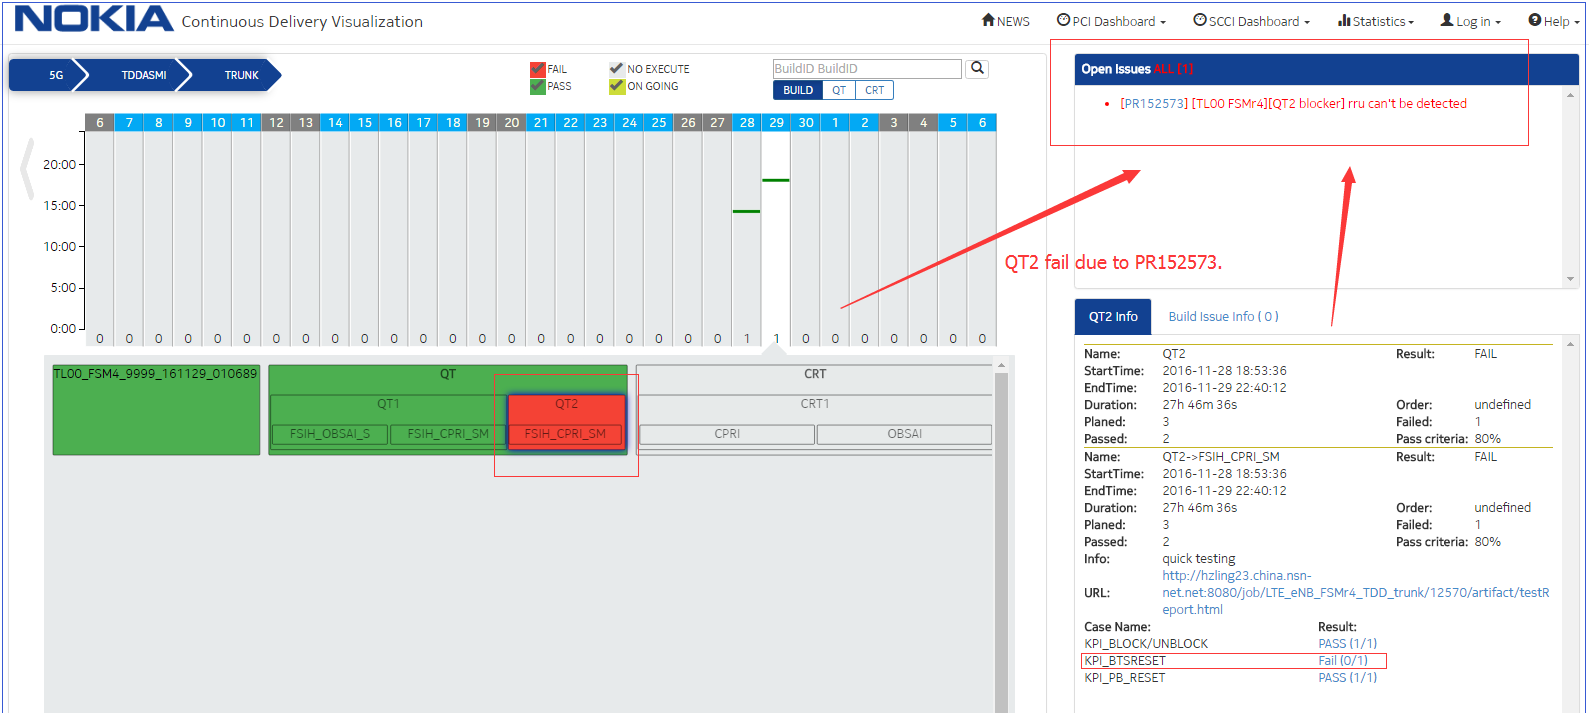 NOKIA Continuous Delivery Visualization
NEWS PCI Dashboard SCCI Dashboard Statistics Log in Help
5G TDDASMI TRUNK
FAIL NO EXECUTE
PASS ON GOING
BuildID BuildID
BUILD QT CRT
6 7 8 9 10 11 12 13 14 15 16 17 18 19 20 21 22 23 24 25 26 27 28 29 30 1 2 3 4 5 6
20:00
15:00
10:00
5:00
0:00
0 0 0 0 0 0 0 0 0 0 0 0 0 0 0 0 0 0 0 0 0 0 1 1 0 0 0 0 0 0 0
TL00_FSM4_9999_161129_010689
QT
QT1
QT2
FSIH_OBSAI_S
FSIH_CPRI_SM
FSIH_CPRI_SM
CRT
CRT1
CPRI
OBSAI
Open Issues ALL [1]
[PR152573] [TL00 FSMr4][QT2 blocker] rru can't be detected
QT2 fail due to PR152573.
QT2 Info Build Issue Info ( 0 )
Name: QT2 Result: FAIL
StartTime: 2016-11-28 18:53:36
EndTime: 2016-11-29 22:40:12
Duration: 27h 46m 36s Order: undefined
Planed: 3 Failed: 1
Passed: 2 Pass criteria: 80%
Name: QT2->FSIH_CPRI_SM Result: FAIL
StartTime: 2016-11-28 18:53:36
EndTime: 2016-11-29 22:40:12
Duration: 27h 46m 36s Order: undefined
Planed: 3 Failed: 1
Passed: 2 Pass criteria: 80%
Info: quick testing
URL: http://hzling23.china.nsn-
net.net:8080/job/LTE_eNB_FSMr4_TDD_trunk/12570/artifact/testR
eport.html
Case Name: Result:
KPI_BLOCK/UNBLOCK PASS (1/1)
KPI_BTSRESET Fail (0/1)
KPI_PB_RESET PASS (1/1)